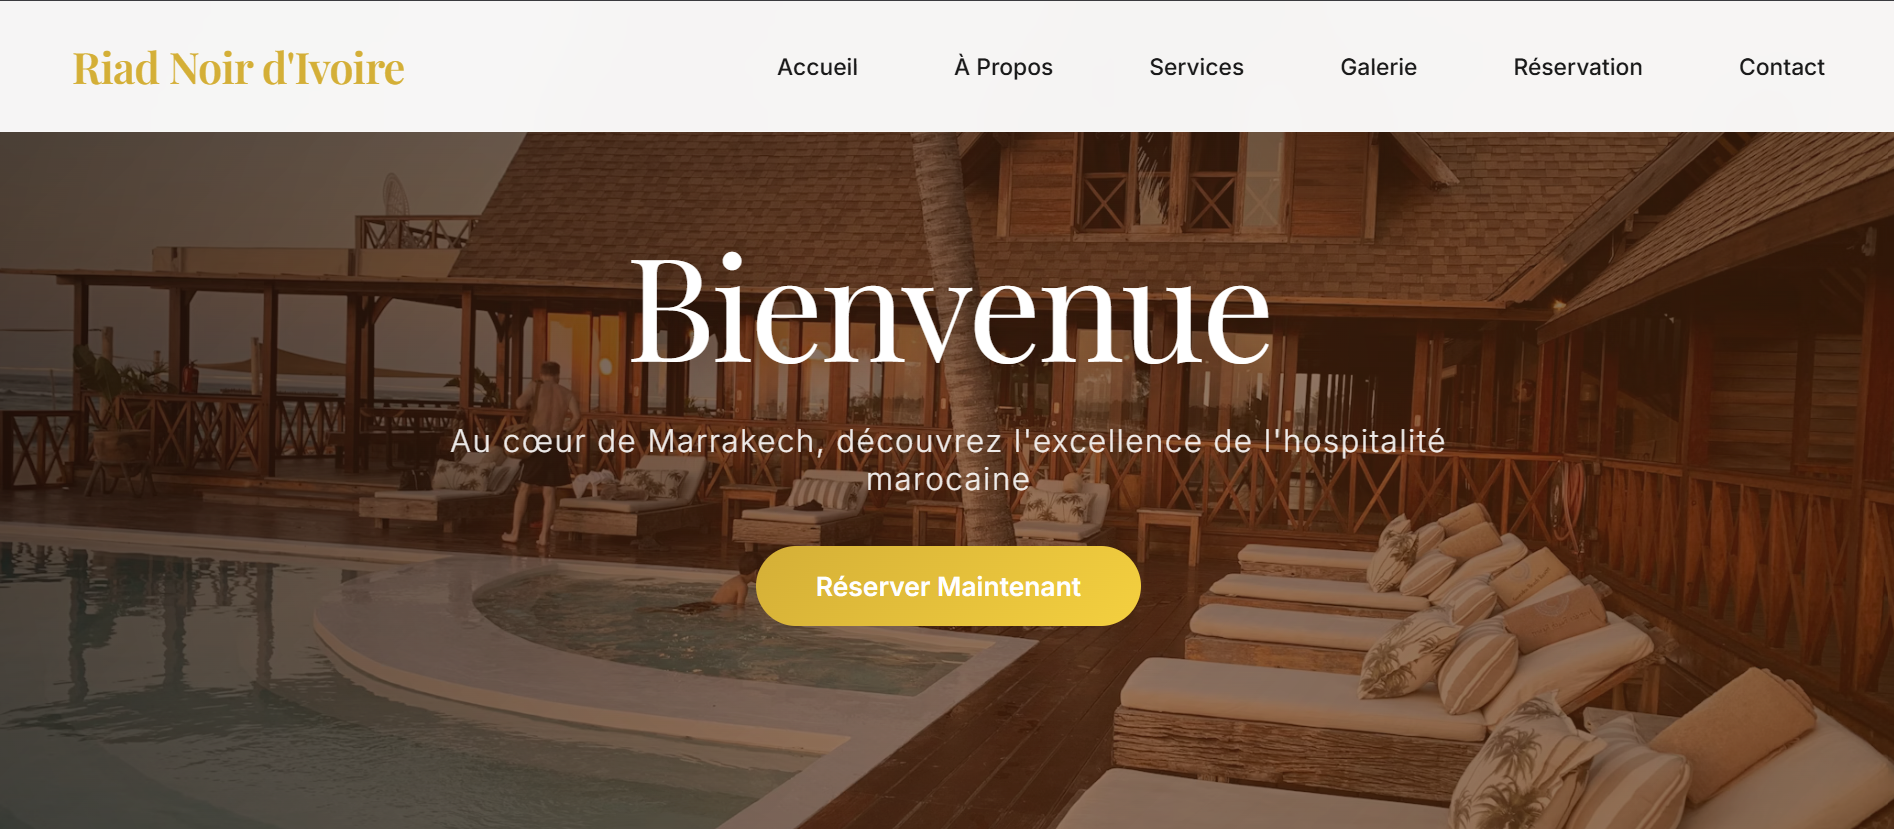 Riad Noir d'Ivoire
Accueil
À Propos
Services
Galerie
Réservation
Contact
Bienvenue
Au cœur de Marrakech, découvrez l'excellence de l'hospitalité
marocaine
Réserver Maintenant